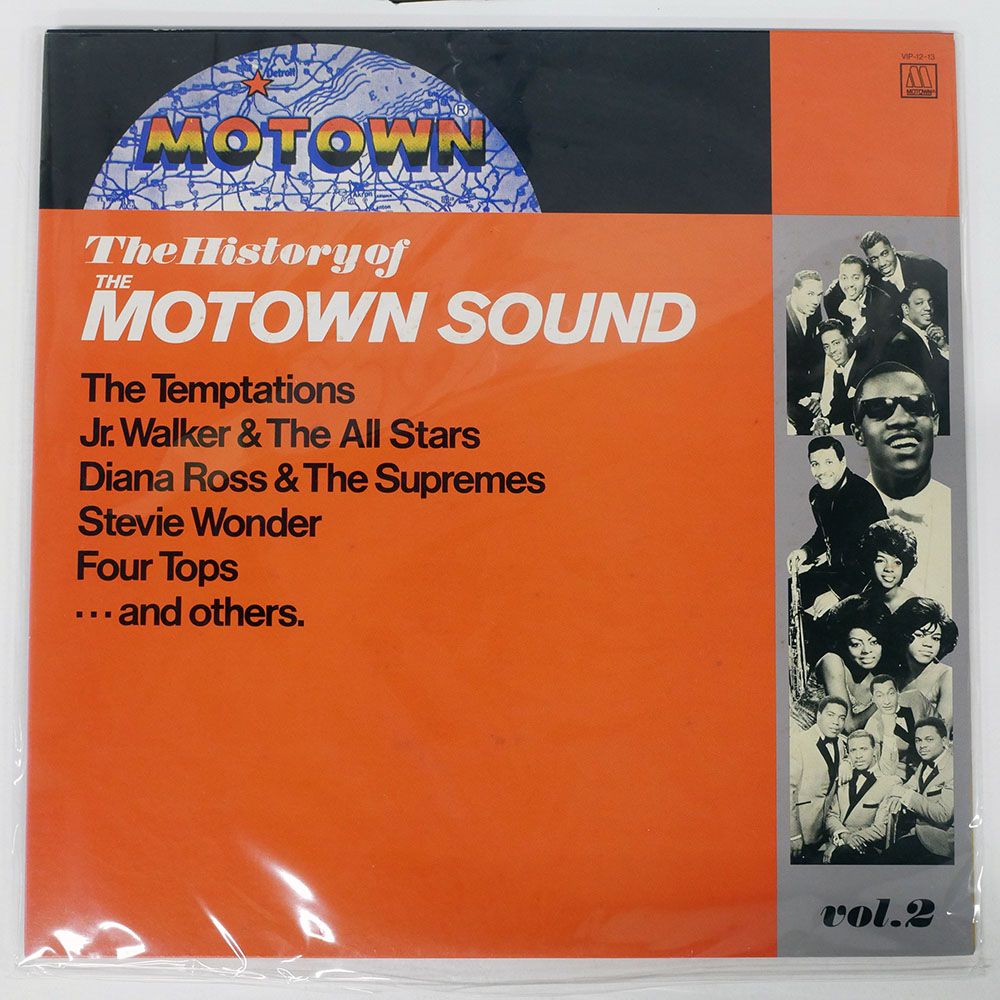 VIP-12~13
MOTOWN®
Detroit
MOTOWN®
Akron
The History of
THE
MOTOWN SOUND
The Temptations
Jr. Walker & The All Stars
Diana Ross & The Supremes
Stevie Wonder
Four Tops
...and others.
vol.2